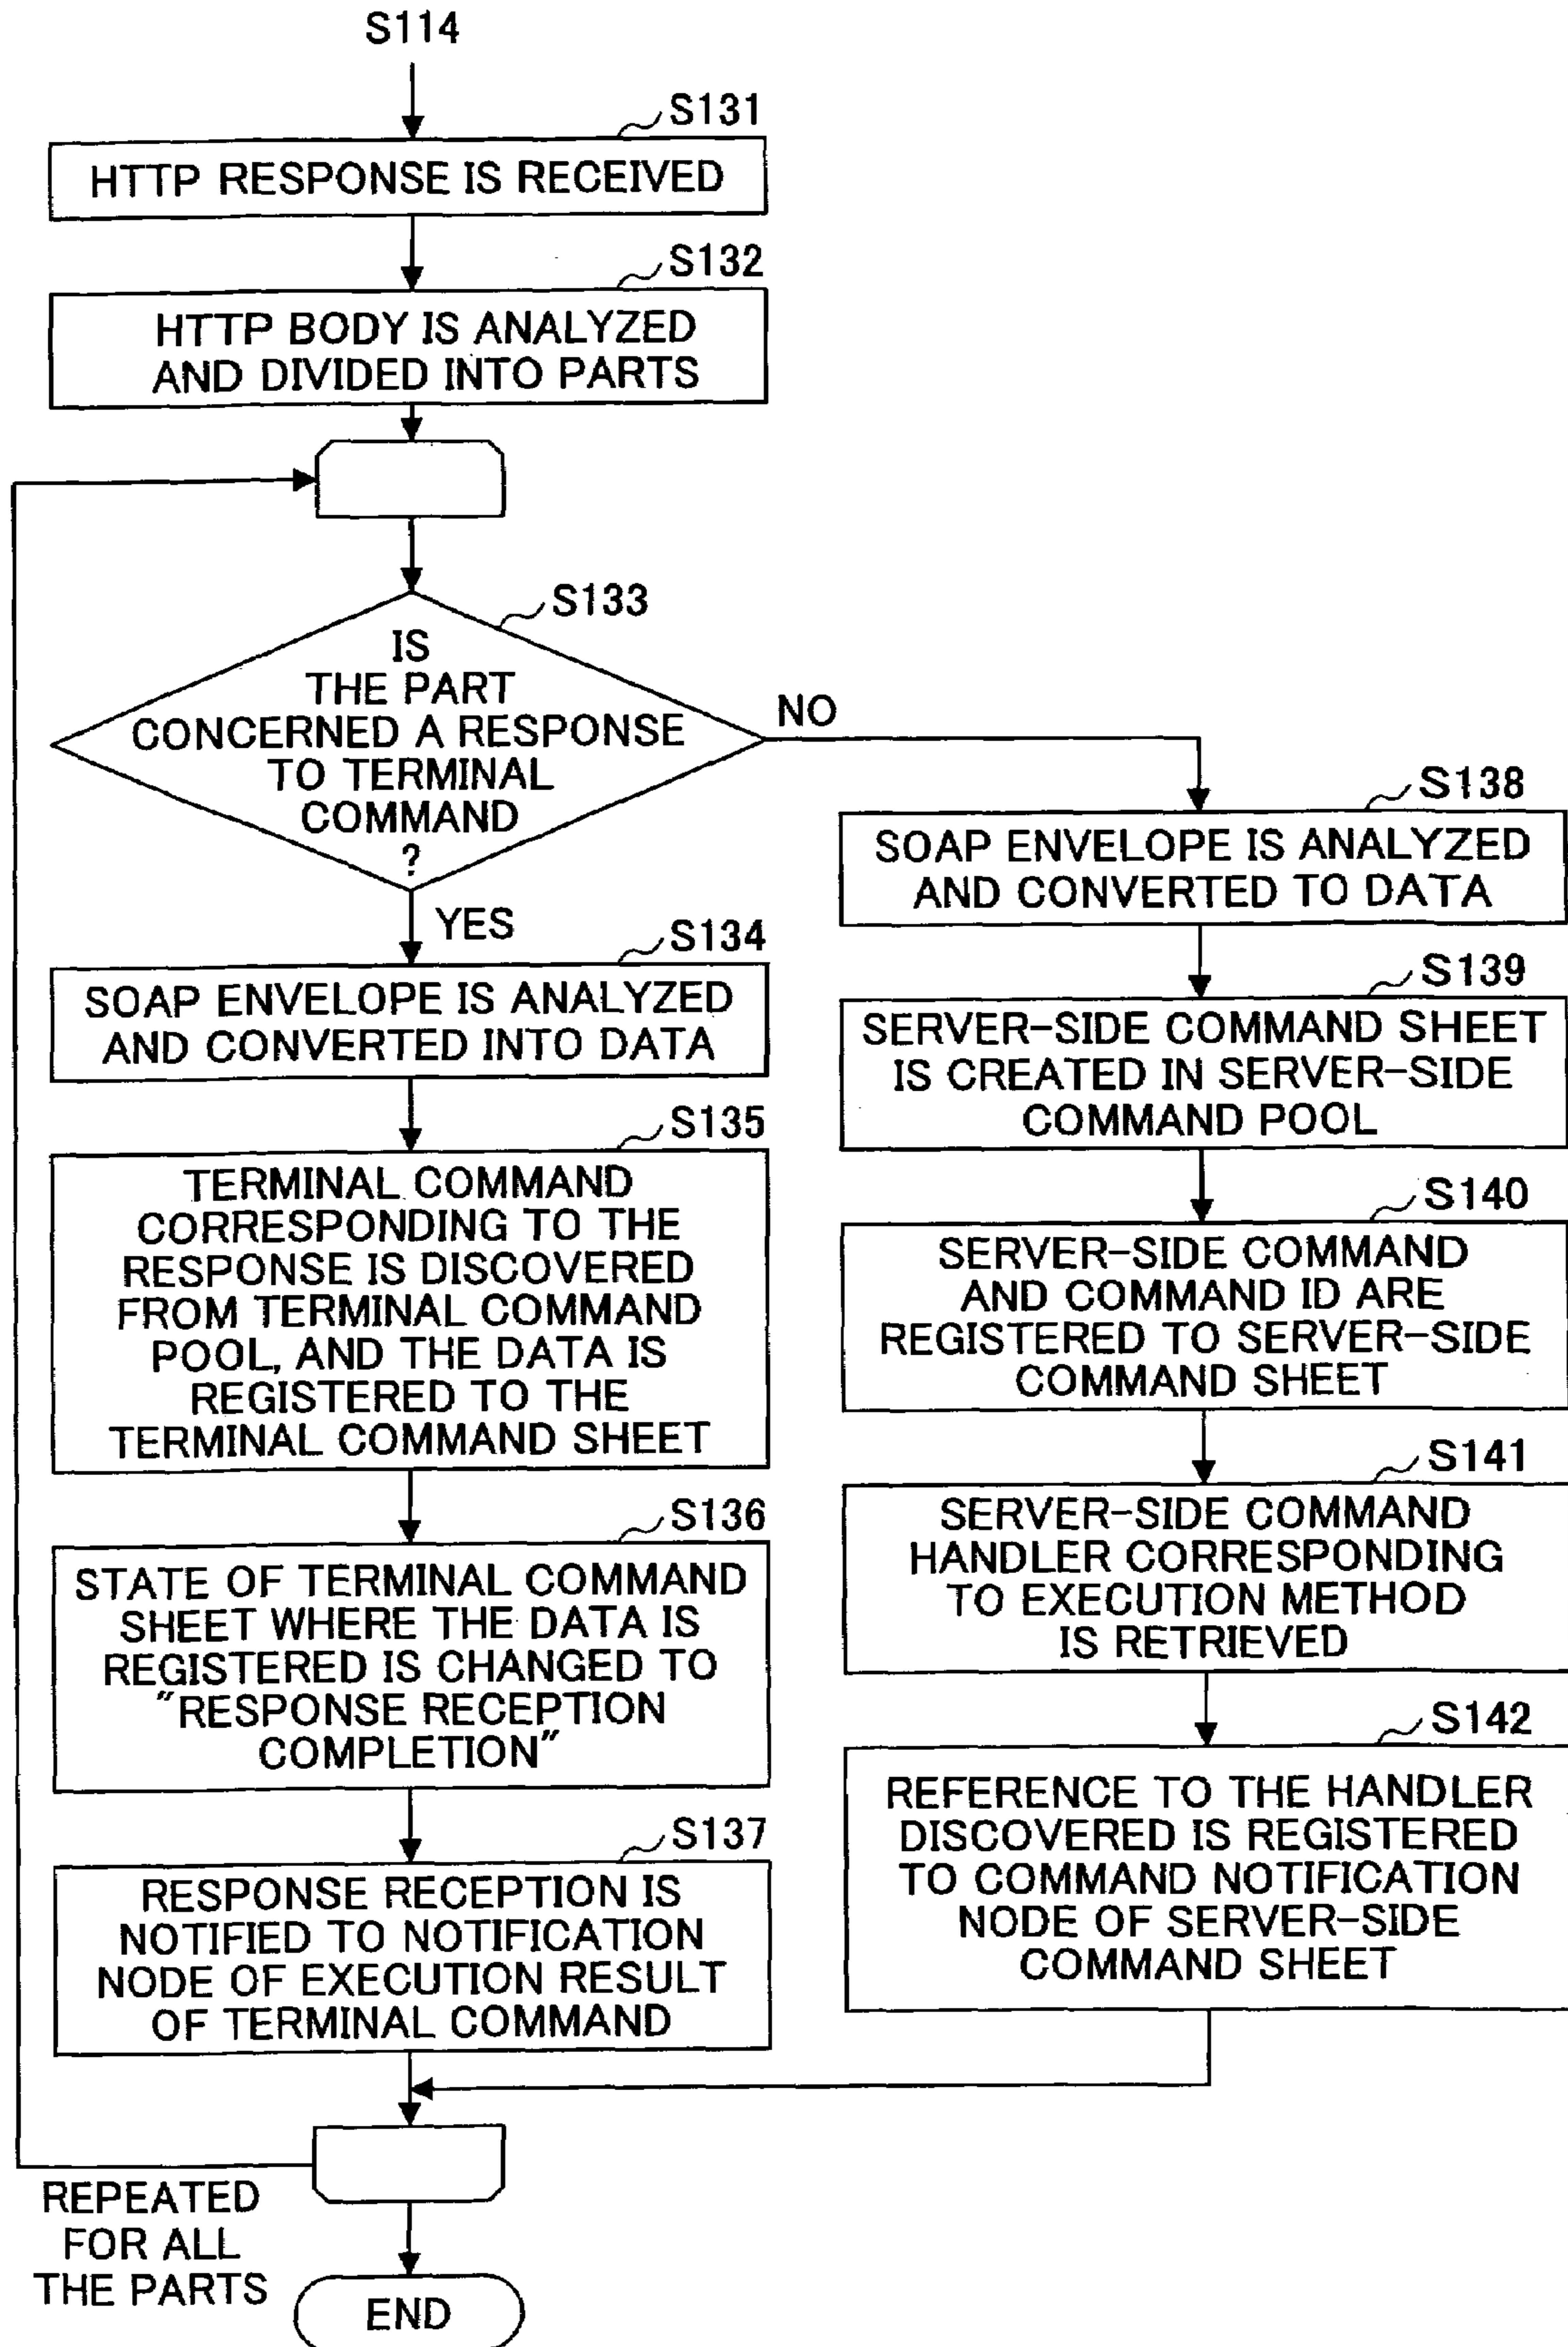 S114
S131
HTTP RESPONSE IS RECEIVED
S132
HTTP BODY IS ANALYZED
AND DIVIDED INTO PARTS
S133
IS
THE PART
CONCERNED A RESPONSE
TO TERMINAL
COMMAND
?
NO
YES
S134
SOAP ENVELOPE IS ANALYZED
AND CONVERTED INTO DATA
S135
TERMINAL COMMAND
CORRESPONDING TO THE
RESPONSE IS DISCOVERED
FROM TERMINAL COMMAND
POOL, AND THE DATA IS
REGISTERED TO THE
TERMINAL COMMAND SHEET
S136
STATE OF TERMINAL COMMAND
SHEET WHERE THE DATA IS
REGISTERED IS CHANGED TO
"RESPONSE RECEPTION
COMPLETION"
S137
RESPONSE RECEPTION IS
NOTIFIED TO NOTIFICATION
NODE OF EXECUTION RESULT
OF TERMINAL COMMAND
S138
SOAP ENVELOPE IS ANALYZED
AND CONVERTED TO DATA
S139
SERVER-SIDE COMMAND SHEET
IS CREATED IN SERVER-SIDE
COMMAND POOL
S140
SERVER-SIDE COMMAND
AND COMMAND ID ARE
REGISTERED TO SERVER-SIDE
COMMAND SHEET
S141
SERVER-SIDE COMMAND
HANDLER CORRESPONDING
TO EXECUTION METHOD
IS RETRIEVED
S142
REFERENCE TO THE HANDLER
DISCOVERED IS REGISTERED
TO COMMAND NOTIFICATION
NODE OF SERVER-SIDE
COMMAND SHEET
REPEATED
FOR ALL
THE PARTS
END